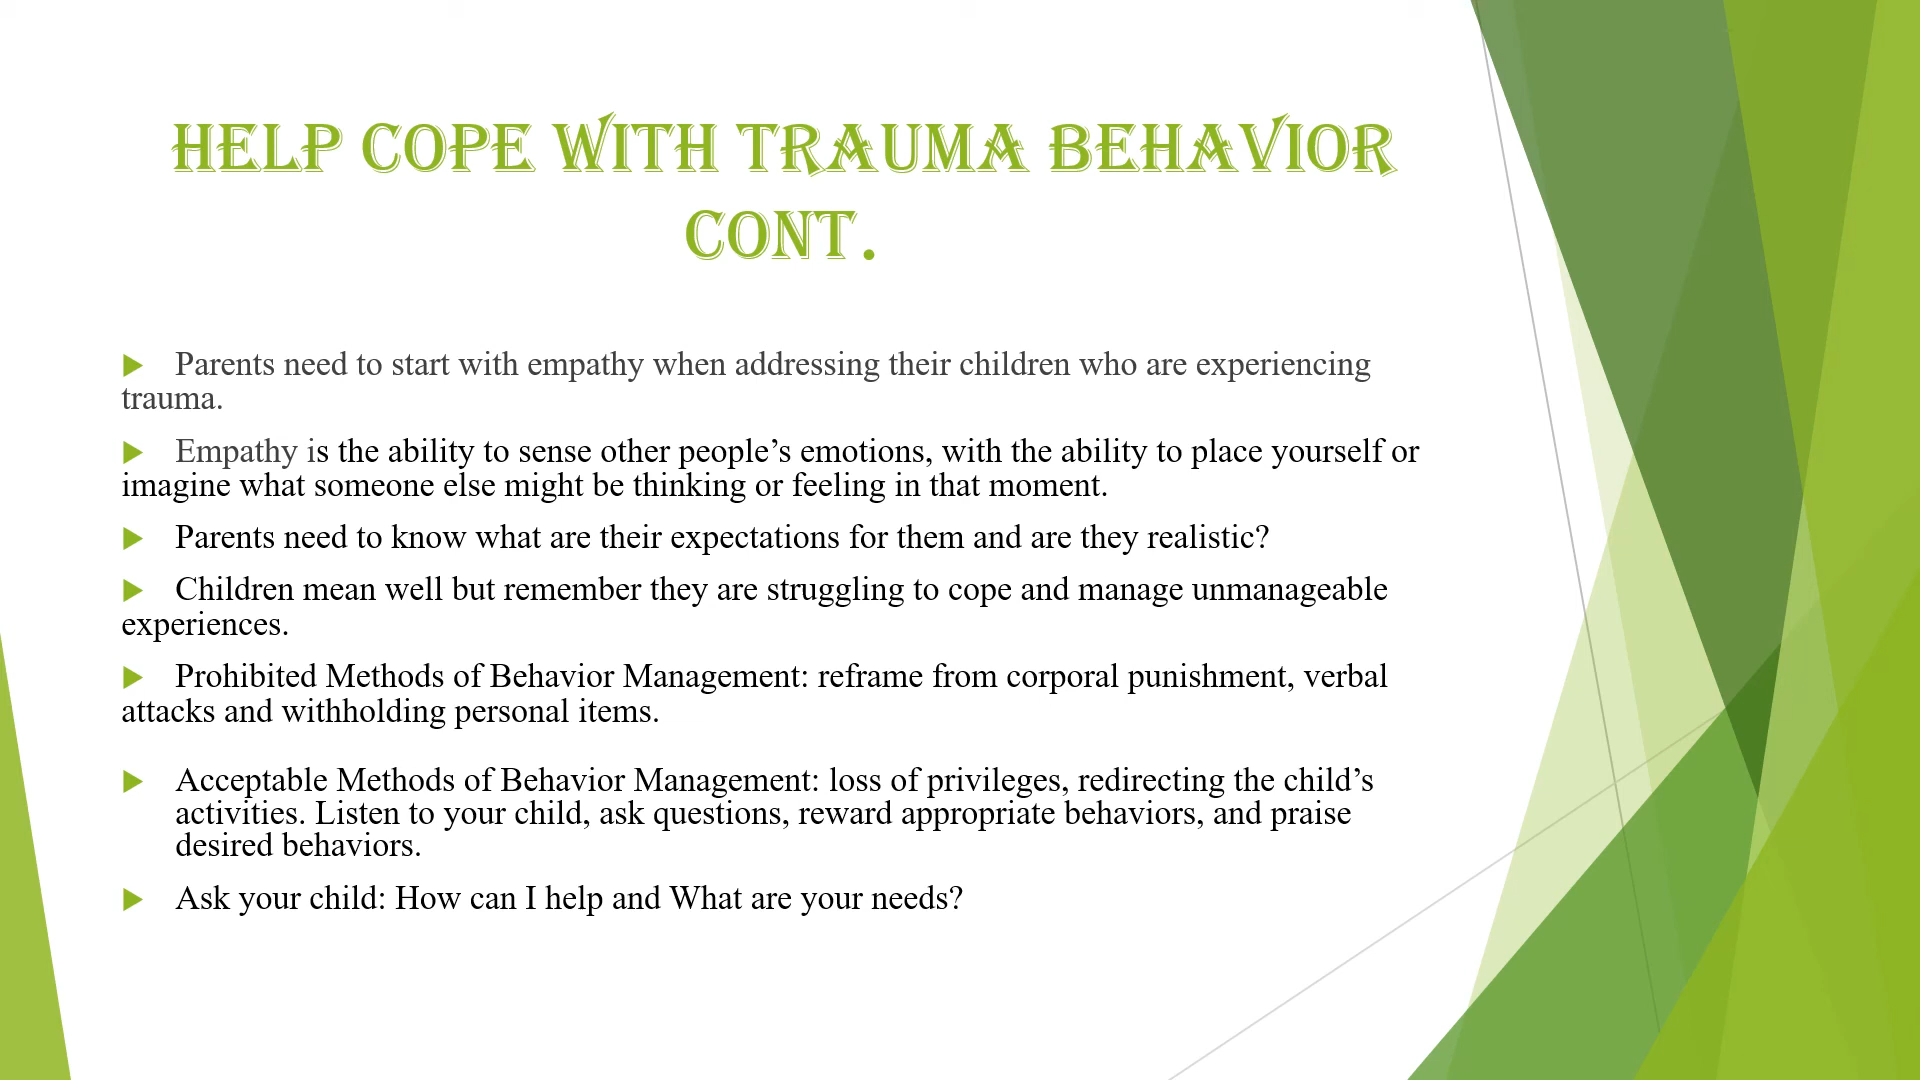 HELP COPE WITH TRAUMA BEHAVIOR
CONT.
Parents need to start with empathy when addressing their children who are experiencing
trauma.
Empathy is the ability to sense other people’s emotions, with the ability to place yourself or
imagine what someone else might be thinking or feeling in that moment.
Parents need to know what are their expectations for them and are they realistic?
Children mean well but remember they are struggling to cope and manage unmanageable
experiences.
Prohibited Methods of Behavior Management: reframe from corporal punishment, verbal
attacks and withholding personal items.
Acceptable Methods of Behavior Management: loss of privileges, redirecting the child’s
activities. Listen to your child, ask questions, reward appropriate behaviors, and praise
desired behaviors.
Ask your child: How can I help and What are your needs?